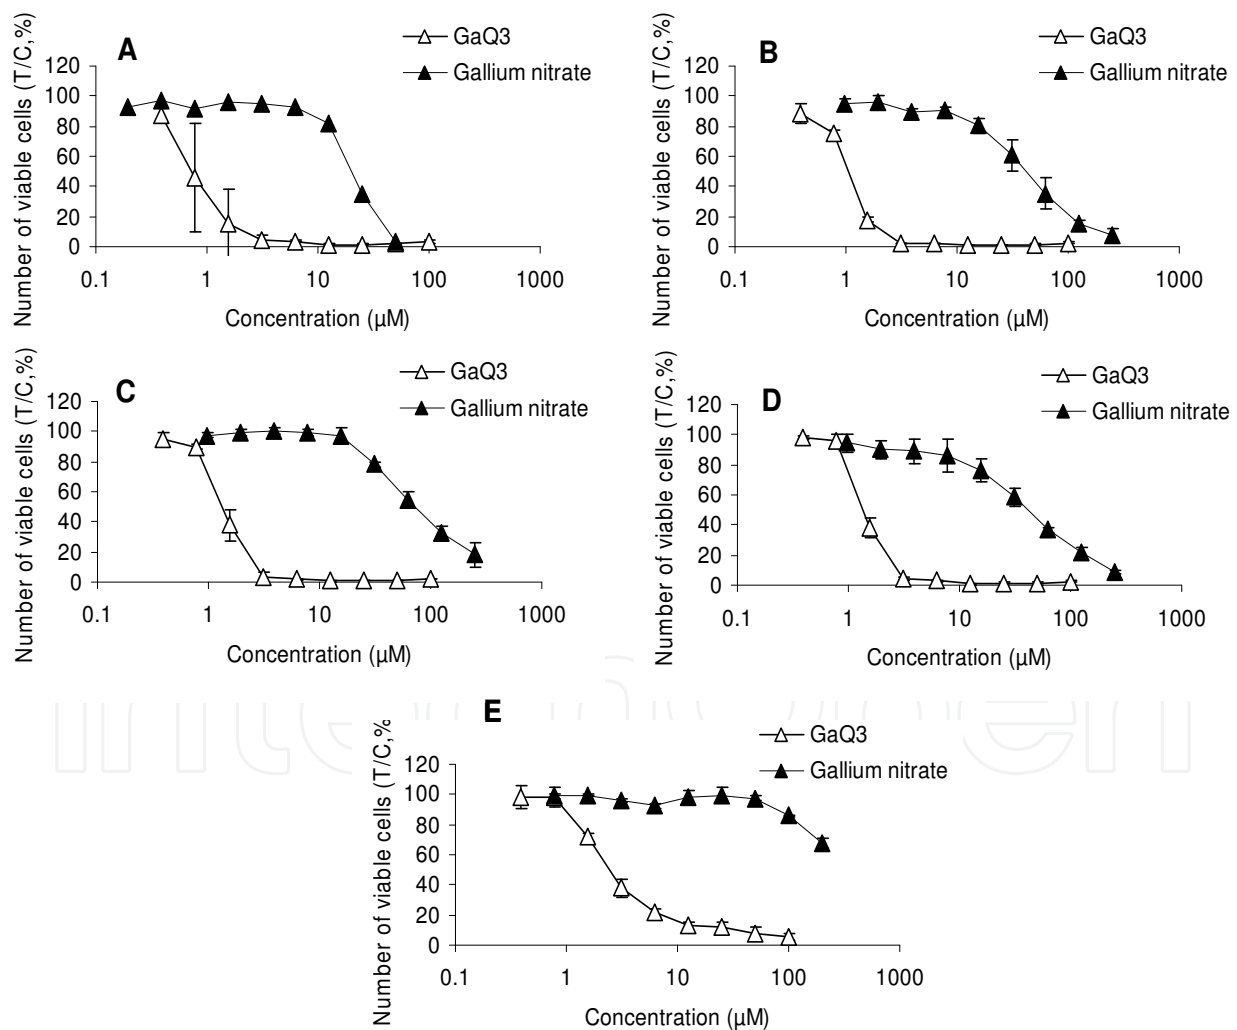 A
GaQ3
Gallium nitrate
Number of viable cells (T/C,%)
120
100
80
60
40
20
0
0.1 1 10 100 1000
Concentration (µM)
B
GaQ3
Gallium nitrate
Number of viable cells (T/C,%)
120
100
80
60
40
20
0
0.1 1 10 100 1000
Concentration (µM)
C
GaQ3
Gallium nitrate
Number of viable cells (T/C,%)
120
100
80
60
40
20
0
0.1 1 10 100 1000
Concentration (µM)
D
GaQ3
Gallium nitrate
Number of viable cells (T/C,%)
120
100
80
60
40
20
0
0.1 1 10 100 1000
Concentration (µM)
E
GaQ3
Gallium nitrate
Number of viable cells (T/C,%
120
100
80
60
40
20
0
0.1 1 10 100 1000
Concentration (µM)